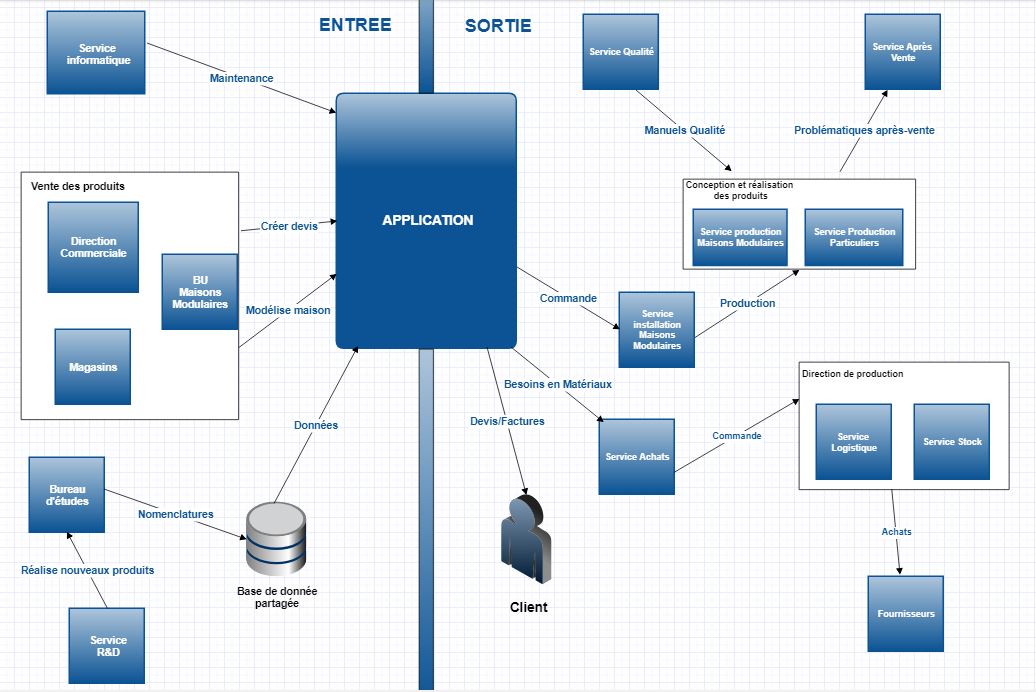 ENTREE
SORTIE
Service
informatique
Maintenance
Service Qualité
Service Après
Vente
Manuels Qualité
Problématiques après-vente
Vente des produits
Direction
Commerciale
BU
Maisons
Modulaires
Magasins
Créer devis
Modélise maison
APPLICATION
Conception et réalisation
des produits
Service production
Maisons Modulaires
Service Production
Particuliers
Commande
Service
installation
Maisons
Modulaires
Production
Besoins en Matériaux
Devis/Factures
Données
Direction de production
Service
Logistique
Service Stock
Service Achats
Commande
Bureau
d'études
Nomenclatures
Réalise nouveaux produits
Base de donnée
partagée
Service
R&D
Client
Achats
Fournisseurs